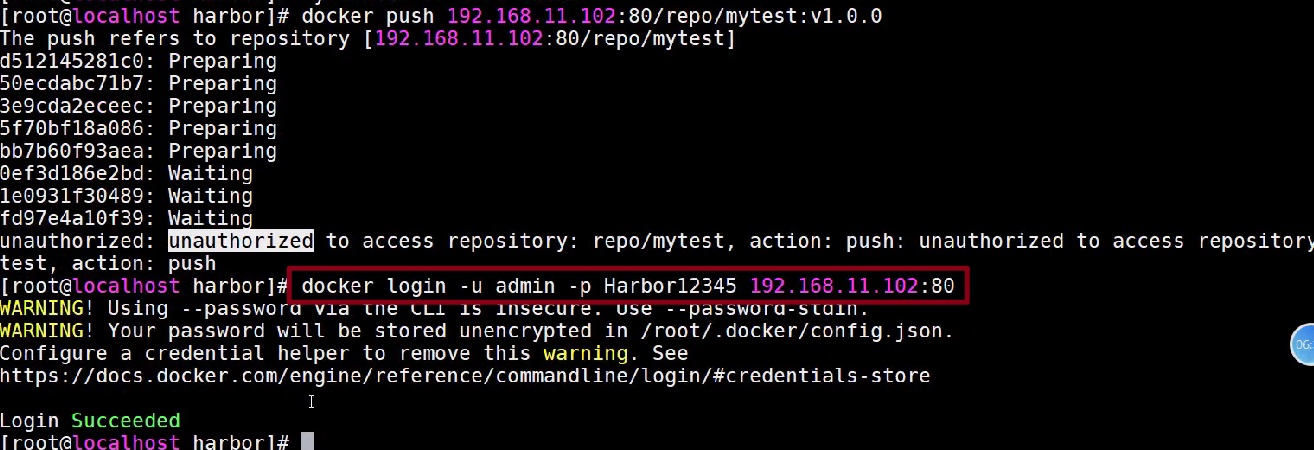 [root@localhost harbor]# docker push 192.168.11.102:80/repo/mytest:v1.0.0
The push refers to repository [192.168.11.102:80/repo/mytest]
d512145281c0: Preparing
50ecdabc71b7: Preparing
3e9cda2eceec: Preparing
5f70bf18a086: Preparing
bb7b60f93aea: Preparing
0ef3d186e2bd: Waiting
1e0931f30489: Waiting
fd97e4a10f39: Waiting
unauthorized: unauthorized to access repository: repo/mytest, action: push: unauthorized to access repository
test, action: push
[root@localhost harbor]# docker login -u admin -p Harbor12345 192.168.11.102:80
WARNING! Using --password via the CLI is insecure. Use --password-stdin.
WARNING! Your password will be stored unencrypted in /root/.docker/config.json.
Configure a credential helper to remove this warning. See
https://docs.docker.com/engine/reference/commandline/login/#credentials-store
Login Succeeded
[root@localhost harbor]#